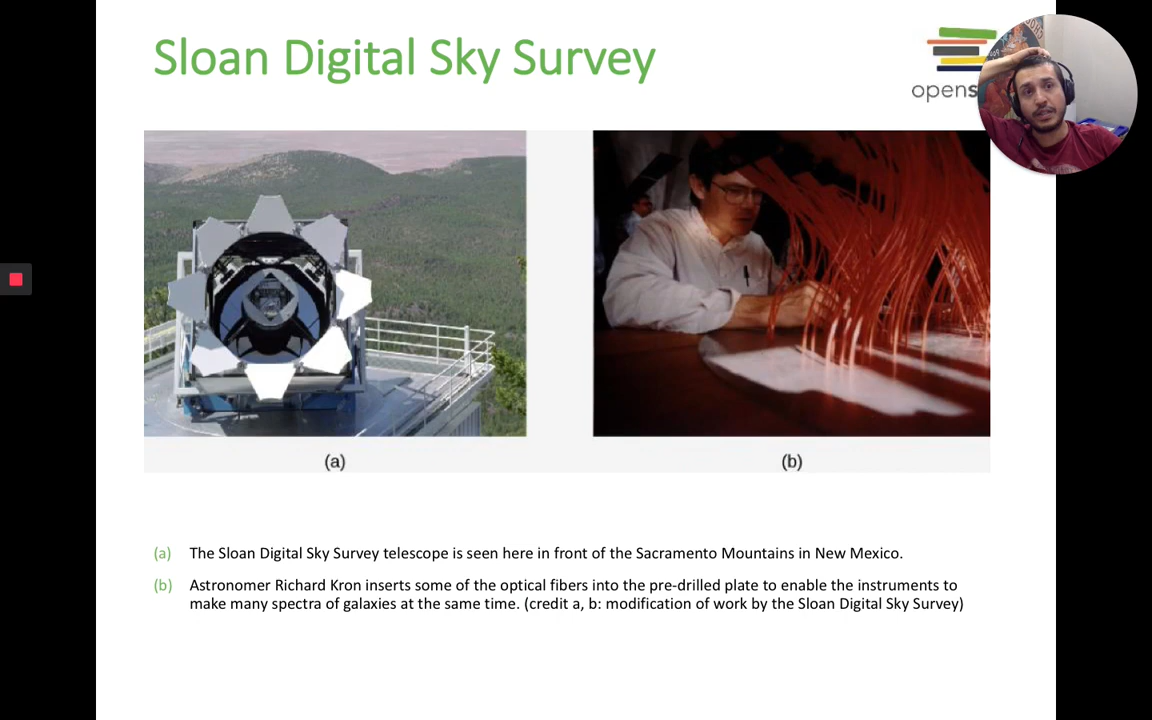 Sloan Digital Sky Survey
opens
(a)
(b)
(a) The Sloan Digital Sky Survey telescope is seen here in front of the Sacramento Mountains in New Mexico.
(b) Astronomer Richard Kron inserts some of the optical fibers into the pre-drilled plate to enable the instruments to
make many spectra of galaxies at the same time. (credit a, b: modification of work by the Sloan Digital Sky Survey)